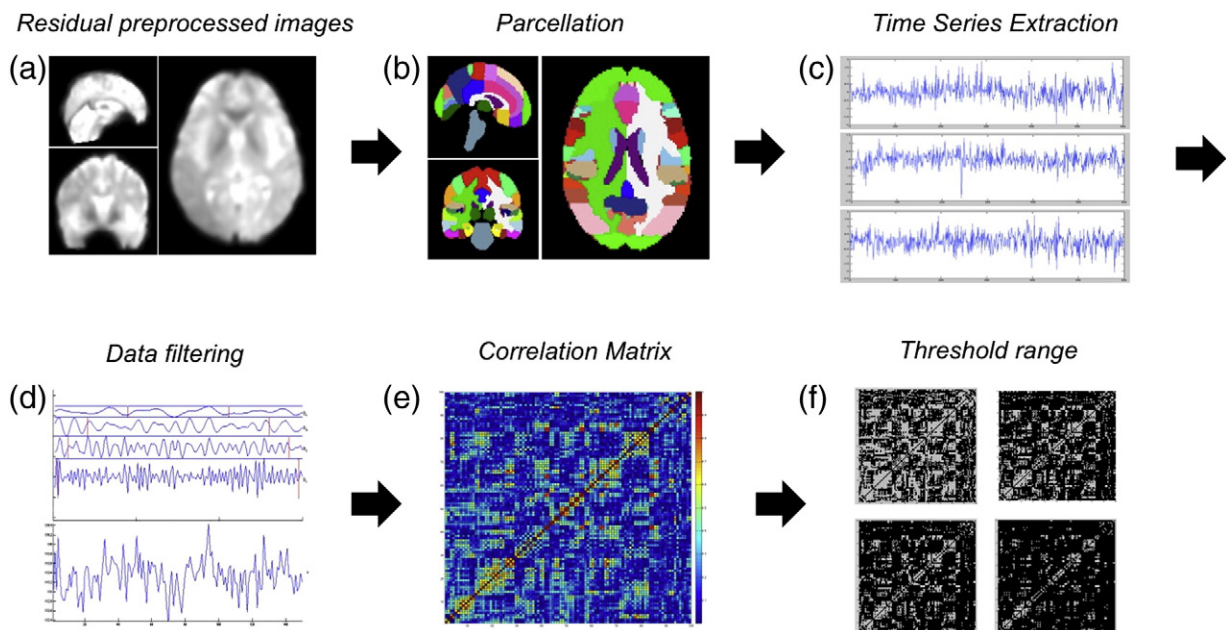 Residual preprocessed images
Parcellation
Time Series Extraction
(a)
(b)
(c)
Data filtering
Correlation Matrix
Threshold range
(d)
(e)
(f)